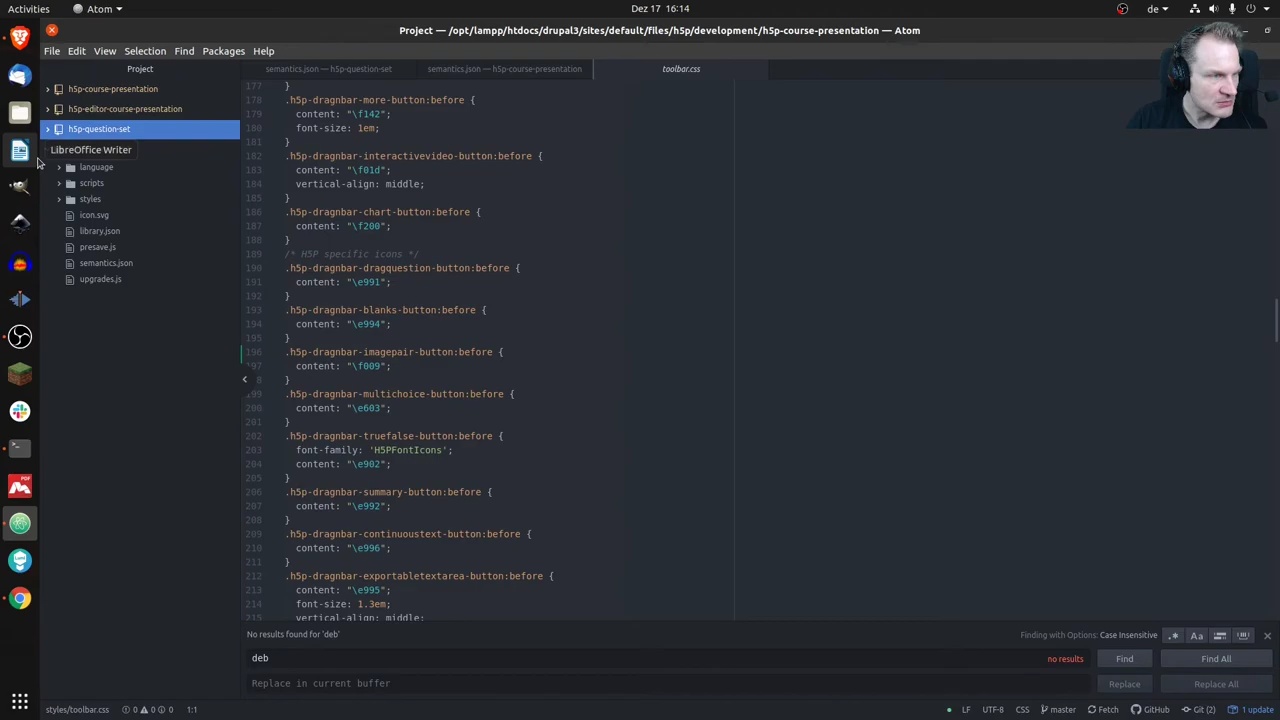 Activities
Dez 17 16:14
de
Project — /opt/lampp/htdocs/drupal3/sites/default/files/h5p/development/h5p-course-presentation — Atom
File Edit View Selection Find Packages Help
Project
semantics.json — h5p-question-set
semantics.json — h5p-course-presentation
toolbar.css
h5p-course-presentation
h5p-editor-course-presentation
h5p-question-set
LibreOffice Writer
language
scripts
styles
icon.svg
library.json
presave.js
semantics.json
upgrades.js
177 }
178 .h5p-dragnbar-more-button:before {
179 content: "\f142";
180 font-size: 1em;
181 }
182 .h5p-dragnbar-interactivevideo-button:before {
183 content: "\f01d";
184 vertical-align: middle;
185 }
186 .h5p-dragnbar-chart-button:before {
187 content: "\f200";
188 }
189 /* H5P specific icons */
190 .h5p-dragnbar-dragquestion-button:before {
191 content: "\e991";
192 }
193 .h5p-dragnbar-blanks-button:before {
194 content: "\e994";
195 }
196 .h5p-dragnbar-imagepair-button:before {
197 content: "\f009";
}
199 .h5p-dragnbar-multichoice-button:before {
200 content: "\e603";
201 }
202 .h5p-dragnbar-truefalse-button:before {
203 font-family: 'H5PFontIcons';
204 content: "\e902";
205 }
206 .h5p-dragnbar-summary-button:before {
207 content: "\e992";
208 }
209 .h5p-dragnbar-continuoustext-button:before {
210 content: "\e996";
211 }
212 .h5p-dragnbar-exportabletextarea-button:before {
213 content: "\e995";
214 font-size: 1.3em;
215 vertical-align: middle;
No results found for 'deb'
Finding with Options: Case Insensitive
.* Aa
deb
no results
Find
Find All
Replace in current buffer
Replace
Replace All
styles/toolbar.css 0 0 0 1:1
LF UTF-8 CSS master Fetch GitHub Git (2) 1 update
PDF